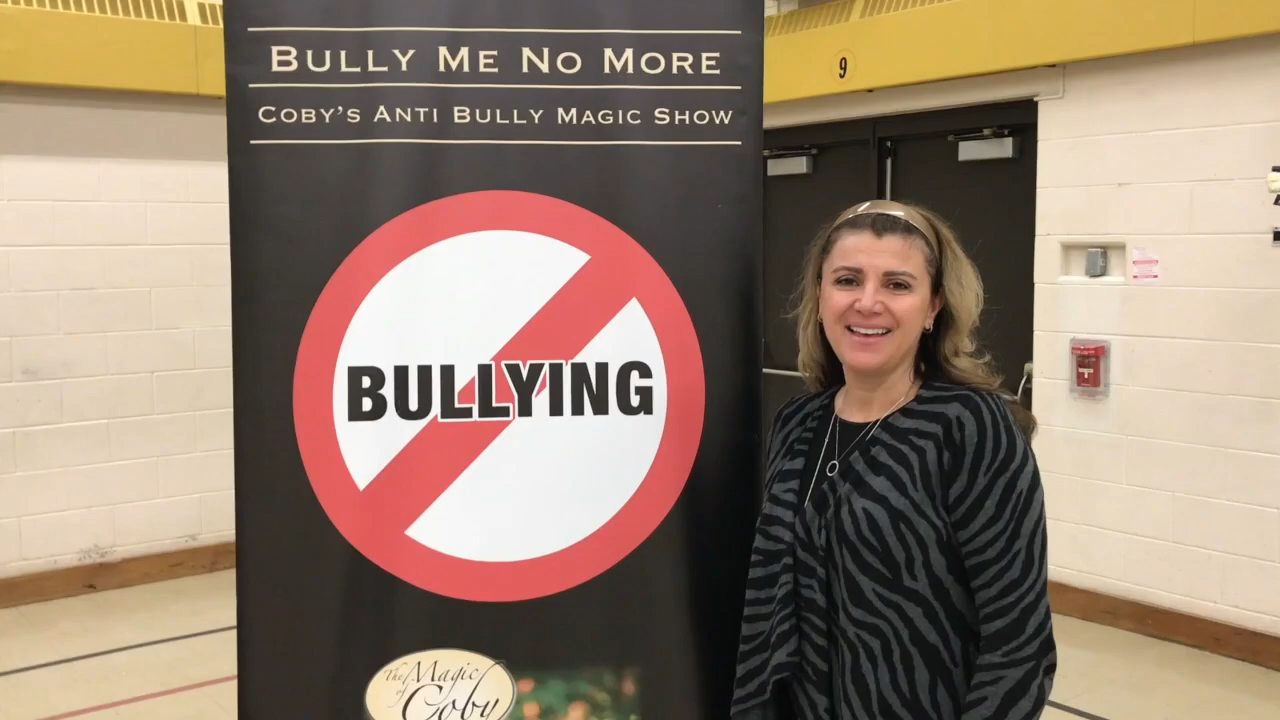 BULLY ME NO MORE
COBY'S ANTI BULLY MAGIC SHOW
9
BULLYING
The Magic
of
Coby